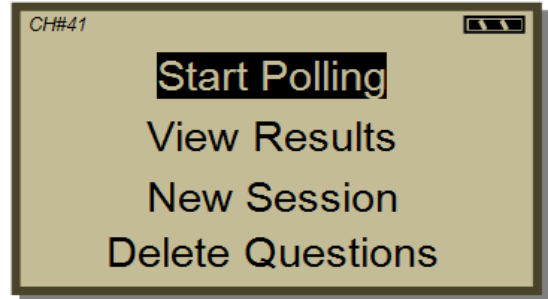 CH#41
Start Polling
View Results
New Session
Delete Questions